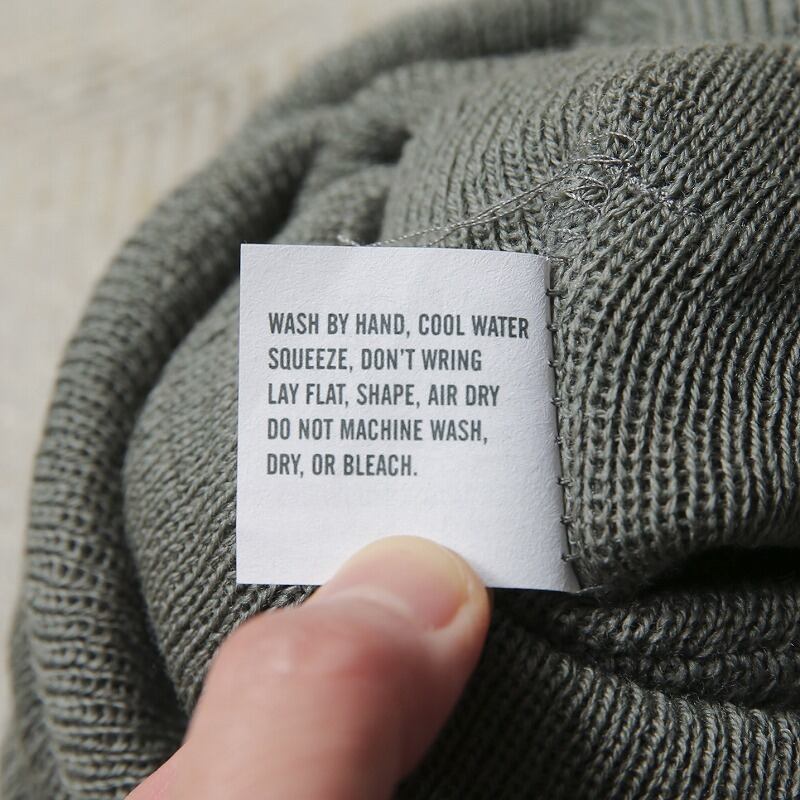 WASH BY HAND, COOL WATER
SQUEEZE, DON'T WRING
LAY FLAT, SHAPE, AIR DRY
DO NOT MACHINE WASH,
DRY, OR BLEACH.